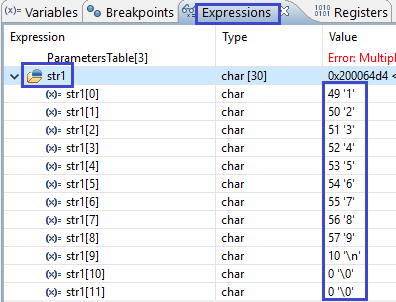 (x)= Variables Breakpoints Expressions 1010 0101 Registers
Expression Type Value
ParametersTable[3] Error: Multipl
str1 char [30] 0x200064d4 <
(x)= str1[0] char 49 '1'
(x)= str1[1] char 50 '2'
(x)= str1[2] char 51 '3'
(x)= str1[3] char 52 '4'
(x)= str1[4] char 53 '5'
(x)= str1[5] char 54 '6'
(x)= str1[6] char 55 '7'
(x)= str1[7] char 56 '8'
(x)= str1[8] char 57 '9'
(x)= str1[9] char 10 '\n'
(x)= str1[10] char 0 '\0'
(x)= str1[11] char 0 '\0'